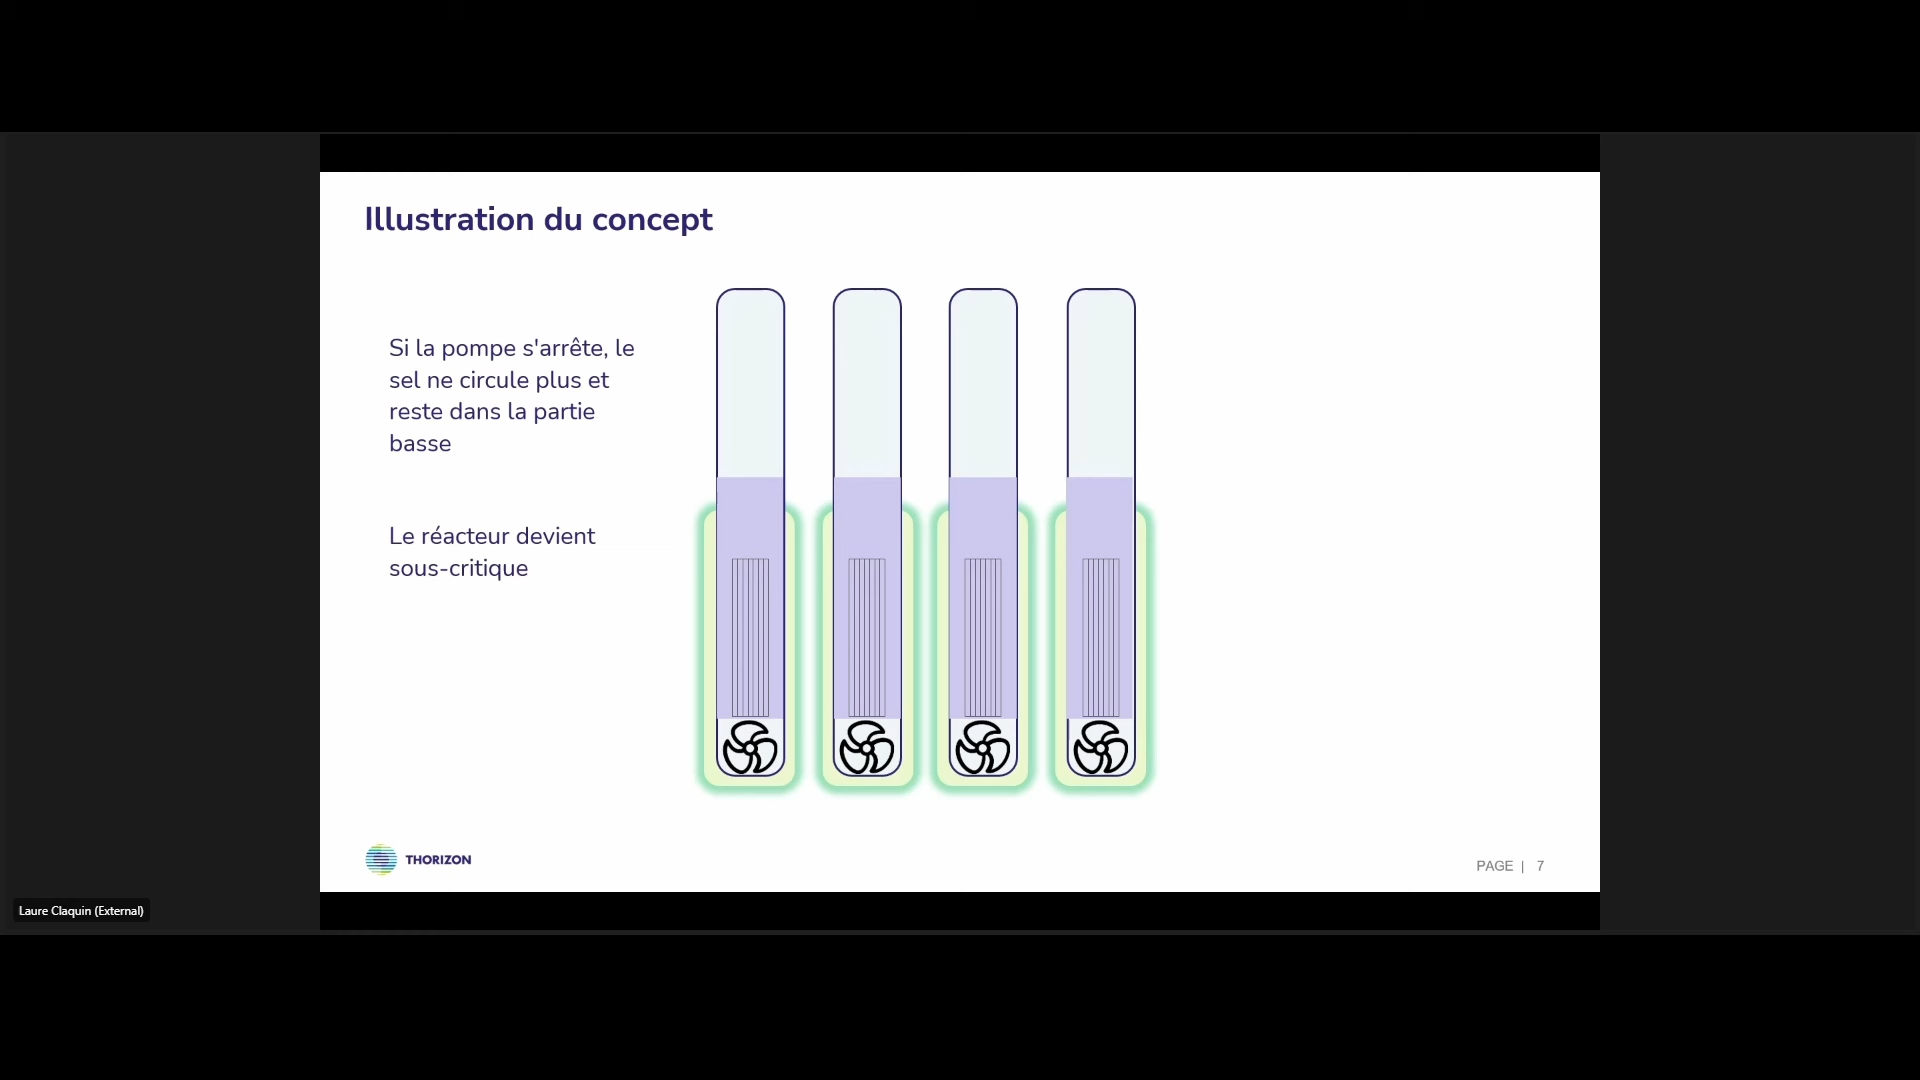 Illustration du concept
Si la pompe s'arrête, le
sel ne circule plus et
reste dans la partie
basse
Le réacteur devient
sous-critique
THORIZON
PAGE | 7
Laure Claquin (External)